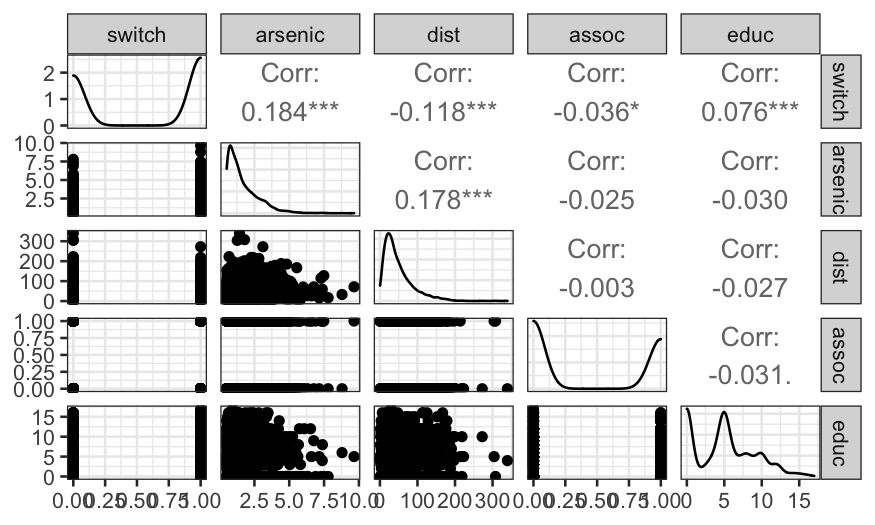 switch arsenic dist assoc educ
2
1
0
Corr:
0.184***
Corr:
-0.118***
Corr:
-0.036*
Corr:
0.076***
switch
10.0
7.5
5.0
2.5
Corr:
0.178***
Corr:
-0.025
Corr:
-0.030
arsenic
300
200
100
0
Corr:
-0.003
Corr:
-0.027
dist
1.00
0.75
0.50
0.25
0.00
Corr:
-0.031.
assoc
15
10
5
0
educ
0.00 0.25 0.50 0.75 1.00 2.5 5.0 7.5 10.0 0 100 200 300 0.00 0.25 0.50 0.75 1.00 0 5 10 15